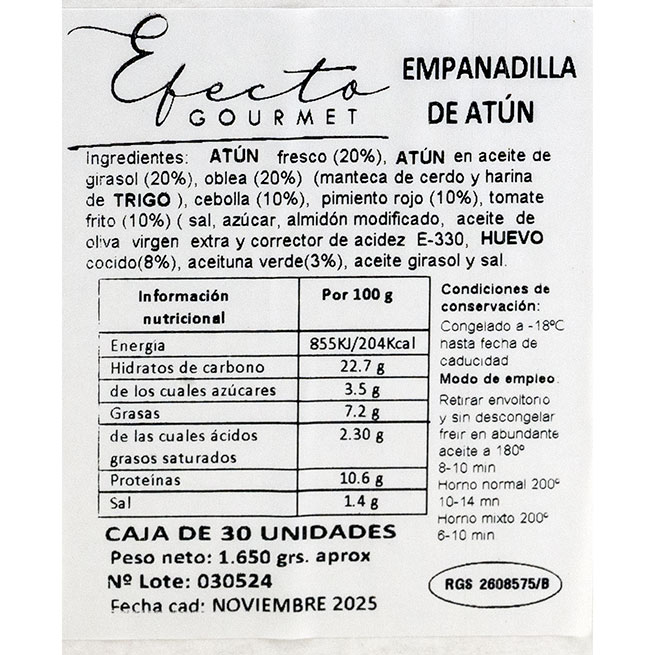 Efecto
GOURMET
EMPANADILLA
DE ATÚN
Ingredientes: ATÚN fresco (20%), ATÚN en aceite de
girasol (20%), oblea (20%) (manteca de cerdo y harina
de TRIGO ), cebolla (10%), pimiento rojo (10%), tomate
frito (10%) ( sal, azúcar, almidón modificado, aceite de
oliva virgen extra y corrector de acidez E-330, HUEVO
cocido(8%), aceituna verde(3%), aceite girasol y sal.
Información
nutricional
Por 100 g
Energía 855KJ/204Kcal
Hidratos de carbono 22.7 g
de los cuales azúcares 3.5 g
Grasas 7.2 g
de las cuales ácidos 2.30 g
grasos saturados
Proteínas 10.6 g
Sal 1.4 g
Condiciones de
conservación:
Congelado a -18ºC
hasta fecha de
caducidad
Modo de empleo.
Retirar envoltorio
y sin descongelar
freir en abundante
aceite a 180º
8-10 min
Horno normal 200º
10-14 mn
Horno mixto 200º
6-10 min
CAJA DE 30 UNIDADES
Peso neto: 1.650 grs. aprox
Nº Lote: 030524
Fecha cad: NOVIEMBRE 2025
RGS 2608575/B